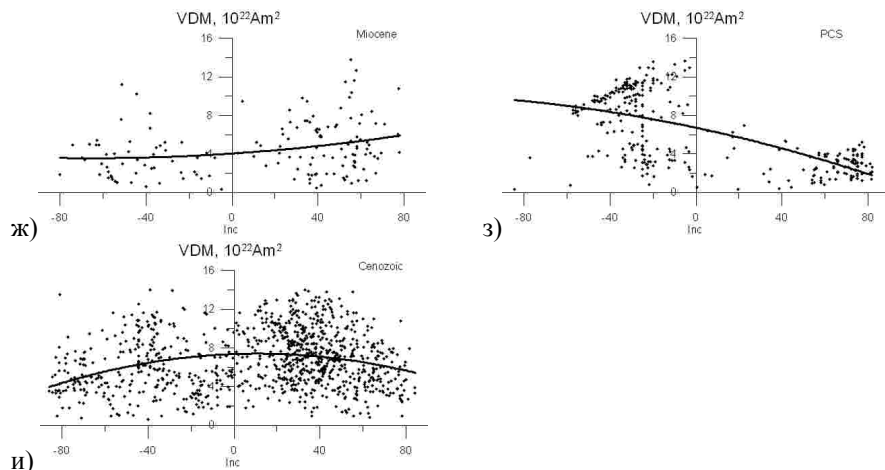 VDM, 10²²Am²
Miocene
16
12
8
4
0
-80
-40
0
40
80
Inc
ж)
VDM, 10²²Am²
PCS
16
12
8
4
0
-80
-40
0
40
80
Inc
з)
VDM, 10²²Am²
Cenozoic
16
12
8
4
0
-80
-40
0
40
80
Inc
и)